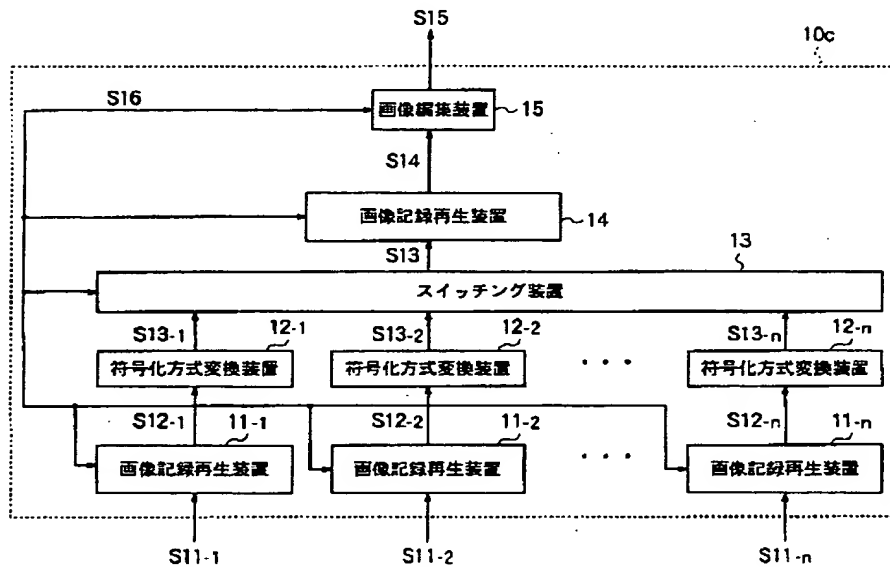 S15
10c
S16
画像編集装置
15
S14
画像記録再生装置
14
S13
13
スイッチング装置
S13-1
12-1
S13-2
12-2
S13-n
12-n
符号化方式変換装置
符号化方式変換装置
・・・
符号化方式変換装置
S12-1
11-1
S12-2
11-2
S12-n
11-n
画像記録再生装置
画像記録再生装置
・・・
画像記録再生装置
S11-1
S11-2
S11-n